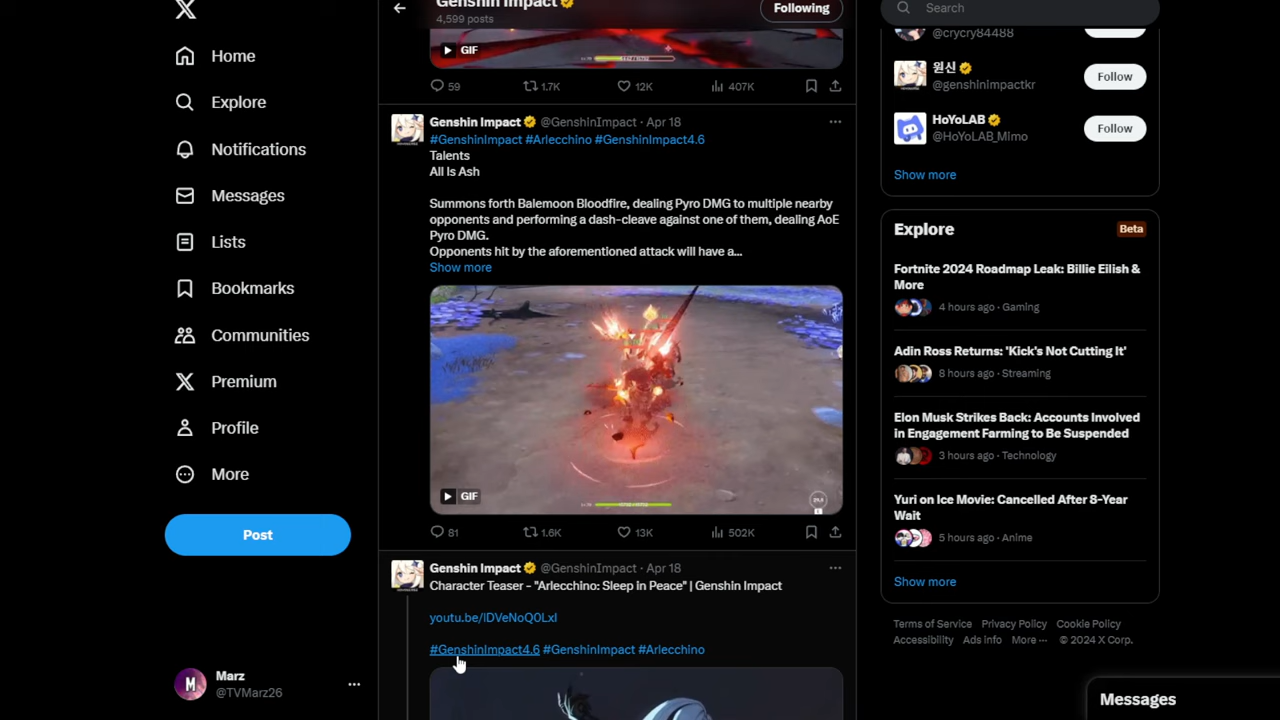 Home
Explore
Notifications
Messages
Lists
Bookmarks
Communities
Premium
Profile
More
Post
Marz
@TVMarz26
Genshin Impact
4,599 posts
Following
GIF
59 1.7K 12K 407K
Genshin Impact @GenshinImpact · Apr 18
#GenshinImpact #Arlecchino #GenshinImpact4.6
Talents
All Is Ash
Summons forth Balemoon Bloodfire, dealing Pyro DMG to multiple nearby
opponents and performing a dash-cleave against one of them, dealing AoE
Pyro DMG.
Opponents hit by the aforementioned attack will have a...
Show more
GIF
81 1.6K 13K 502K
Genshin Impact @GenshinImpact · Apr 18
Character Teaser - "Arlecchino: Sleep in Peace" | Genshin Impact
youtu.be/lDVeNoQ0LxI
#GenshinImpact4.6 #GenshinImpact #Arlecchino
Search
@crycry84488
원신
@genshinimpactkr
Follow
HoYoLAB
@HoYoLAB_Mimo
Follow
Show more
Explore
Beta
Fortnite 2024 Roadmap Leak: Billie Eilish &
More
4 hours ago · Gaming
Adin Ross Returns: 'Kick's Not Cutting It'
8 hours ago · Streaming
Elon Musk Strikes Back: Accounts Involved
in Engagement Farming to Be Suspended
3 hours ago · Technology
Yuri on Ice Movie: Cancelled After 8-Year
Wait
5 hours ago · Anime
Show more
Terms of Service Privacy Policy Cookie Policy
Accessibility Ads info More ··· © 2024 X Corp.
Messages